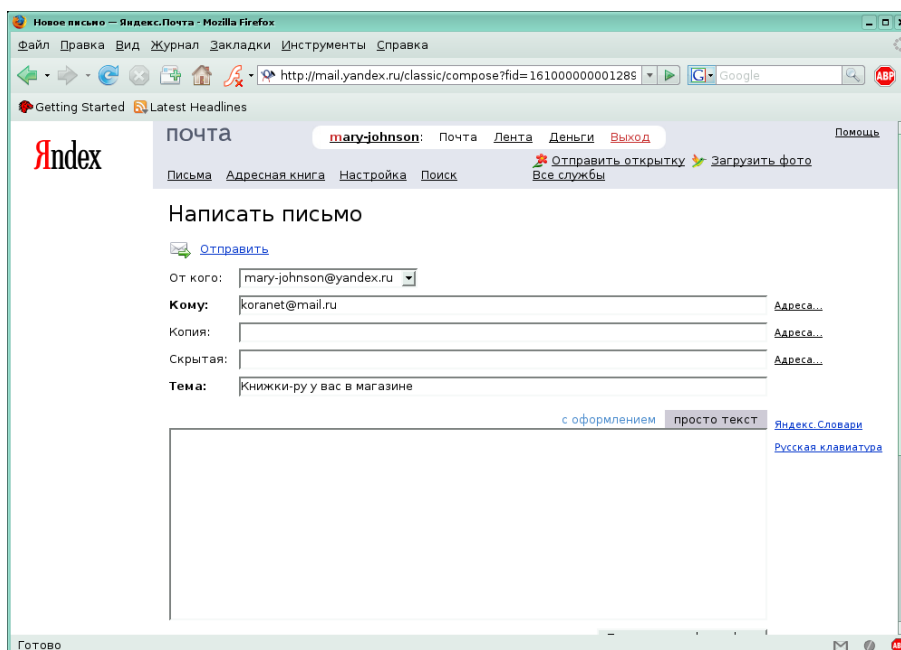 Новое письмо — Яндекс.Почта - Mozilla Firefox
Файл Правка Вид Журнал Закладки Инструменты Справка
http://mail.yandex.ru/classic/compose?fid=161000000001289 G Google ABP
Getting Started Latest Headlines
Яndex
почта mary-johnson: Почта Лента Деньги Выход Помощь
Отправить открытку Загрузить фото
Письма Адресная книга Настройка Поиск Все службы
Написать письмо
Отправить
От кого: mary-johnson@yandex.ru
Кому: koranet@mail.ru Адреса...
Копия: Адреса...
Скрытая: Адреса...
Тема: Книжки-ру у вас в магазине
с оформлением просто текст
Яндекс.Словари
Русская клавиатура
Готово